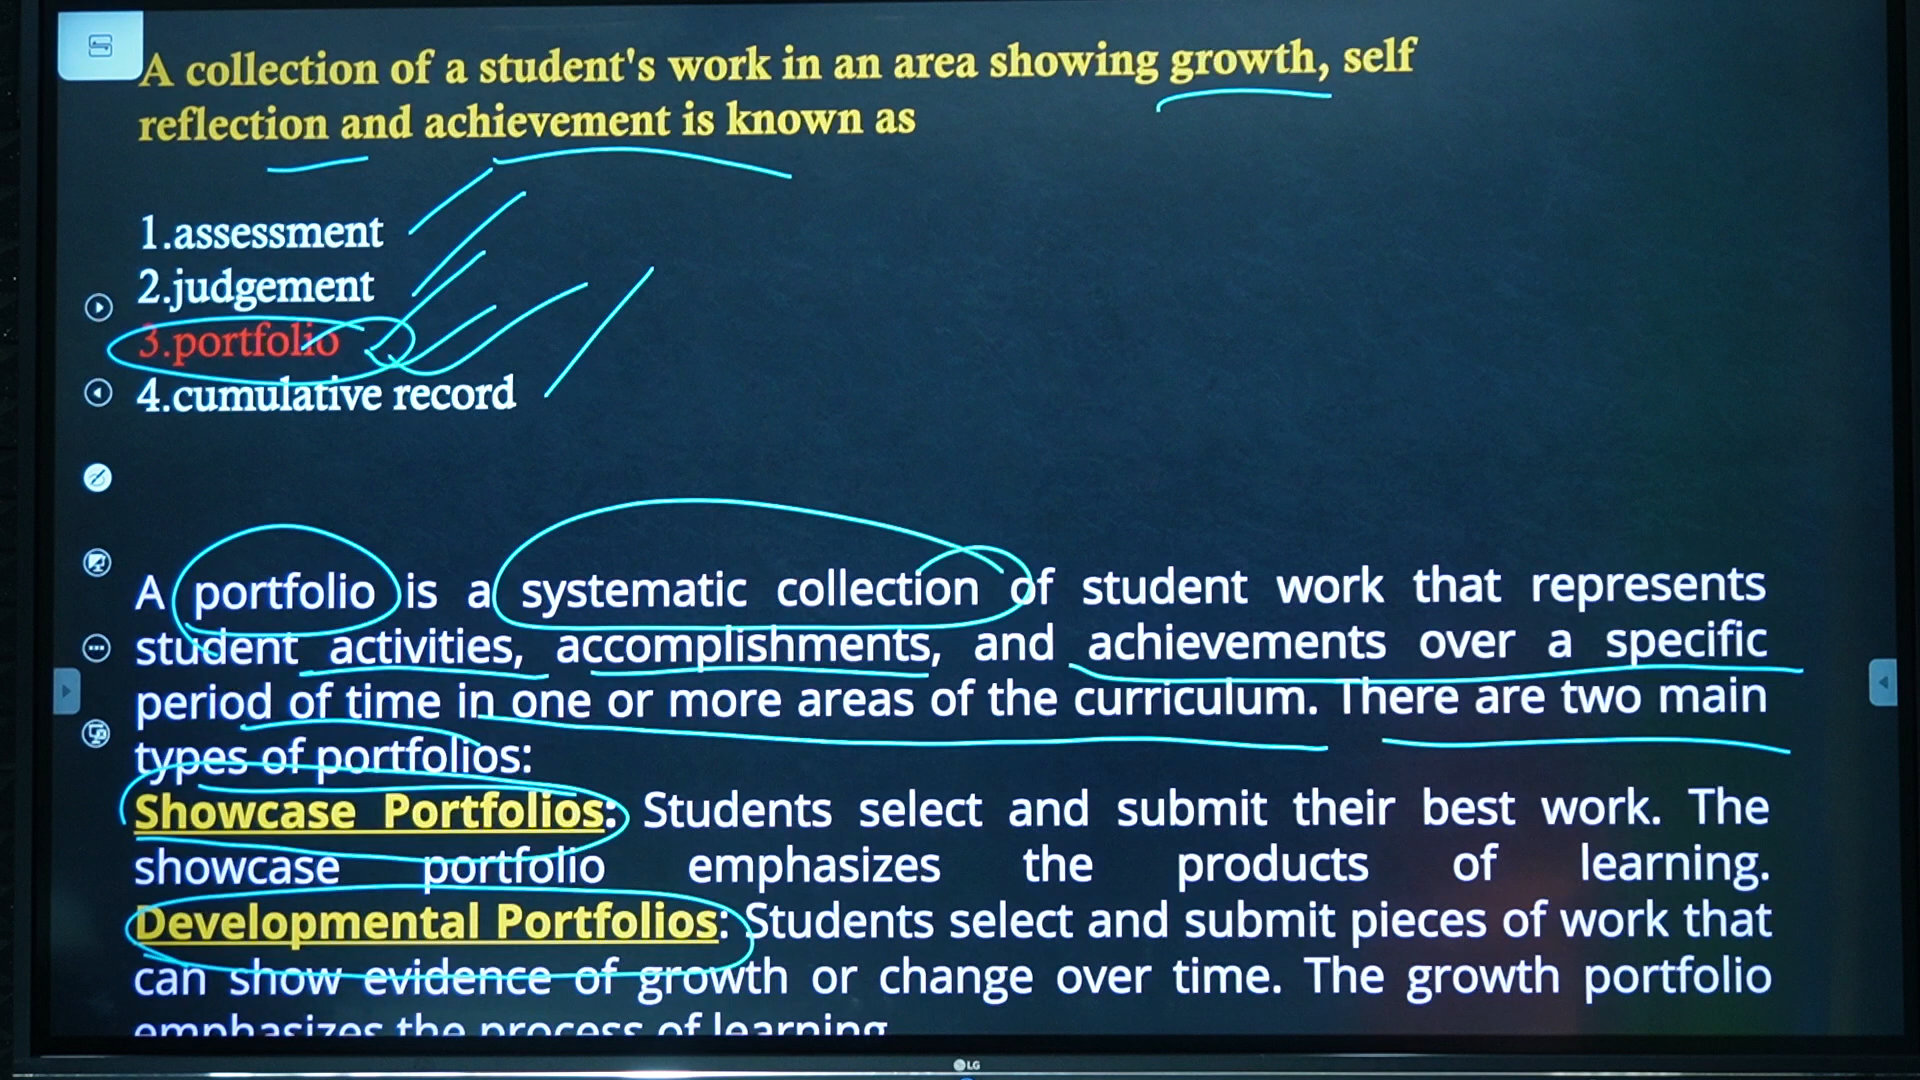 A collection of a student's work in an area showing growth, self
reflection and achievement is known as
1.assessment
2.judgement
3.portfolio
4.cumulative record
A portfolio is a systematic collection of student work that represents
student activities, accomplishments, and achievements over a specific
period of time in one or more areas of the curriculum. There are two main
types of portfolios:
Showcase Portfolios: Students select and submit their best work. The
showcase portfolio emphasizes the products of learning.
Developmental Portfolios: Students select and submit pieces of work that
can show evidence of growth or change over time. The growth portfolio
emphasizes the process of learning
LG